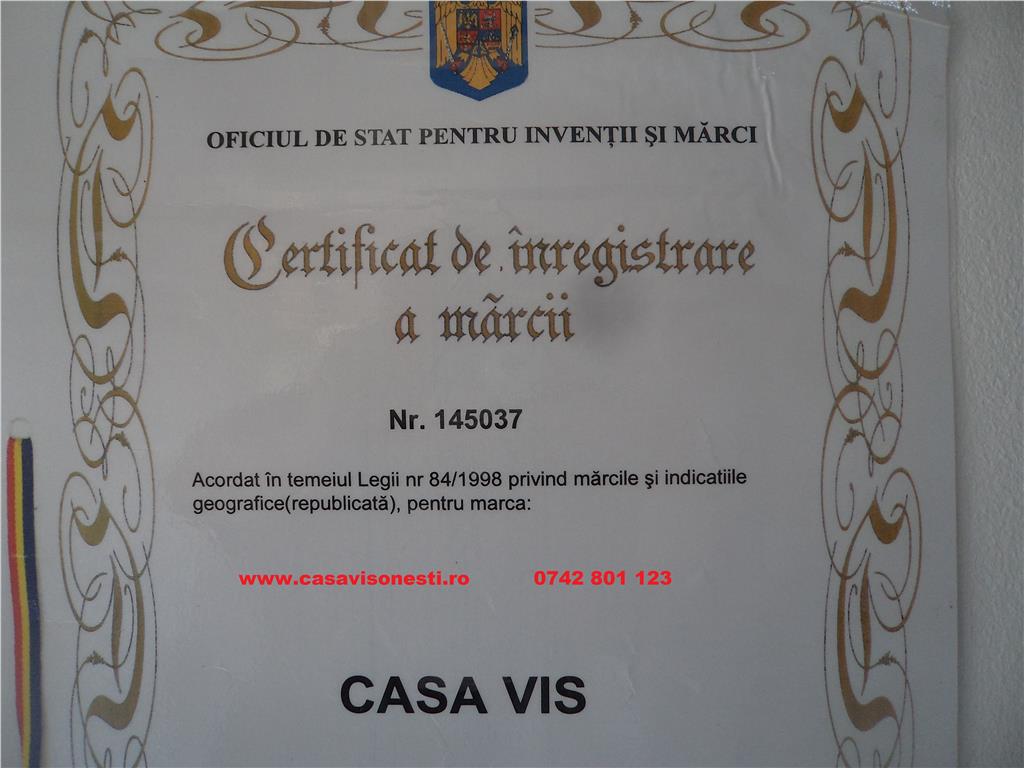 OFICIUL DE STAT PENTRU INVENȚII ŞI MĂRCI
Certificat de înregistrare
a mărcii
Nr. 145037
Acordat în temeiul Legii nr 84/1998 privind mărcile şi indicatiile
geografice(republicată), pentru marca:
www.casavisonesti.ro 0742 801 123
CASA VIS